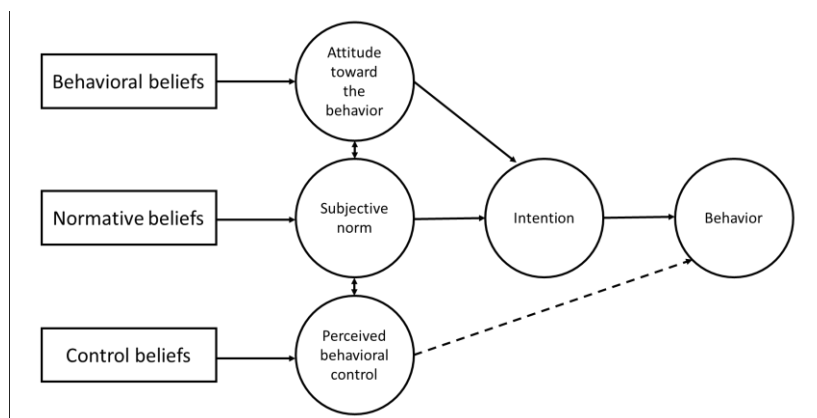 Behavioral beliefs
Attitude
toward
the
behavior
Normative beliefs
Subjective
norm
Intention
Behavior
Control beliefs
Perceived
behavioral
control